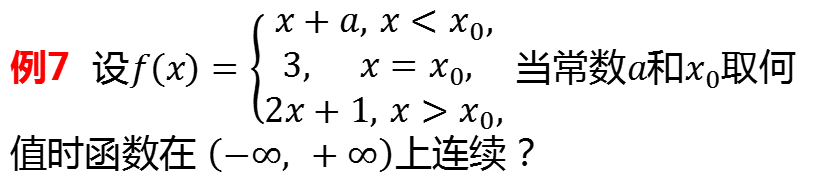 例7 设f(x) = { x + a, x < x₀,
3, x = x₀,
2x + 1, x > x₀,
当常数a和x₀取何
值时函数在 (−∞, +∞)上连续？